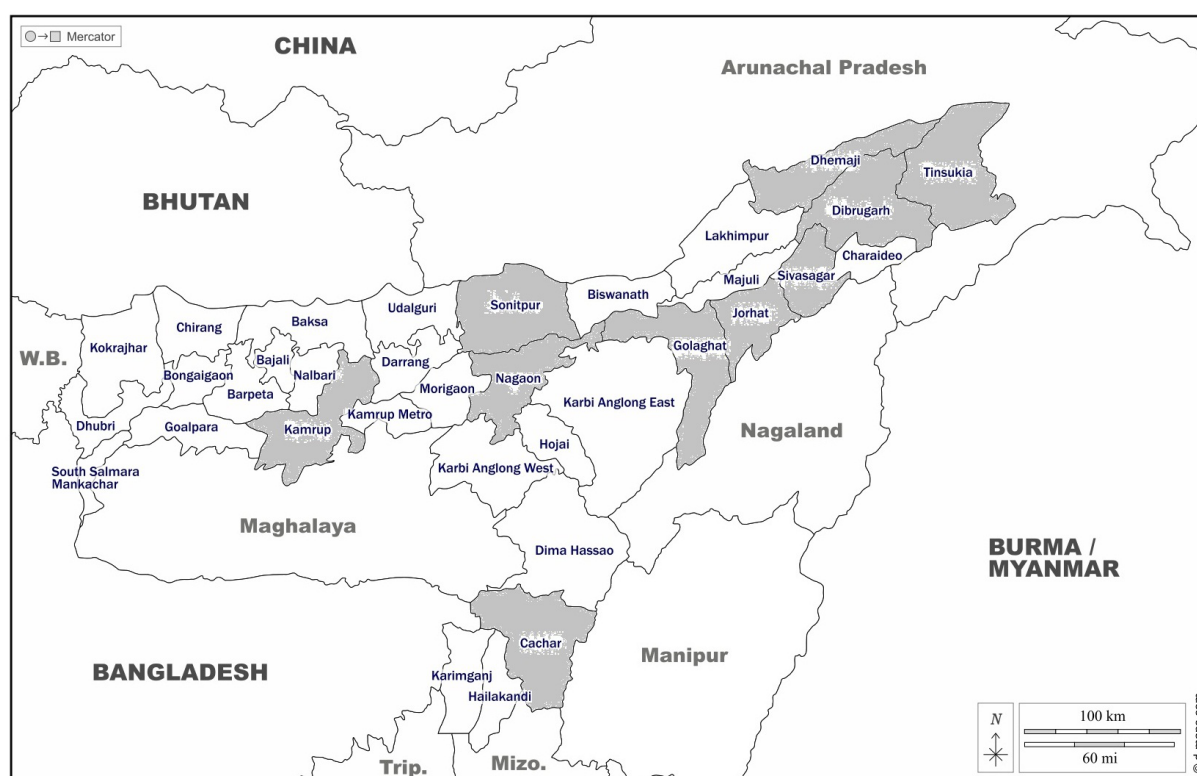 Mercator
CHINA
Arunachal Pradesh
Dhemaji
Tinsukia
BHUTAN
Dibrugarh
Lakhimpur
Charaideo
Majuli
Sivasagar
Biswanath
Sonitpur
Udalguri
Jorhat
Baksa
Chirang
Kokrajhar
W.B.
Golaghat
Bajali
Darrang
Nalbari
Bongaigaon
Nagaon
Morigaon
Barpeta
Karbi Anglong East
Kamrup Metro
Dhubri
Goalpara
Kamrup
Nagaland
Hojai
Karbi Anglong West
South Salmara
Mankachar
Maghalaya
Dima Hassao
BURMA /
MYANMAR
Cachar
Manipur
BANGLADESH
Karimganj
Hailakandi
Trip.
Mizo.
N
100 km
60 mi